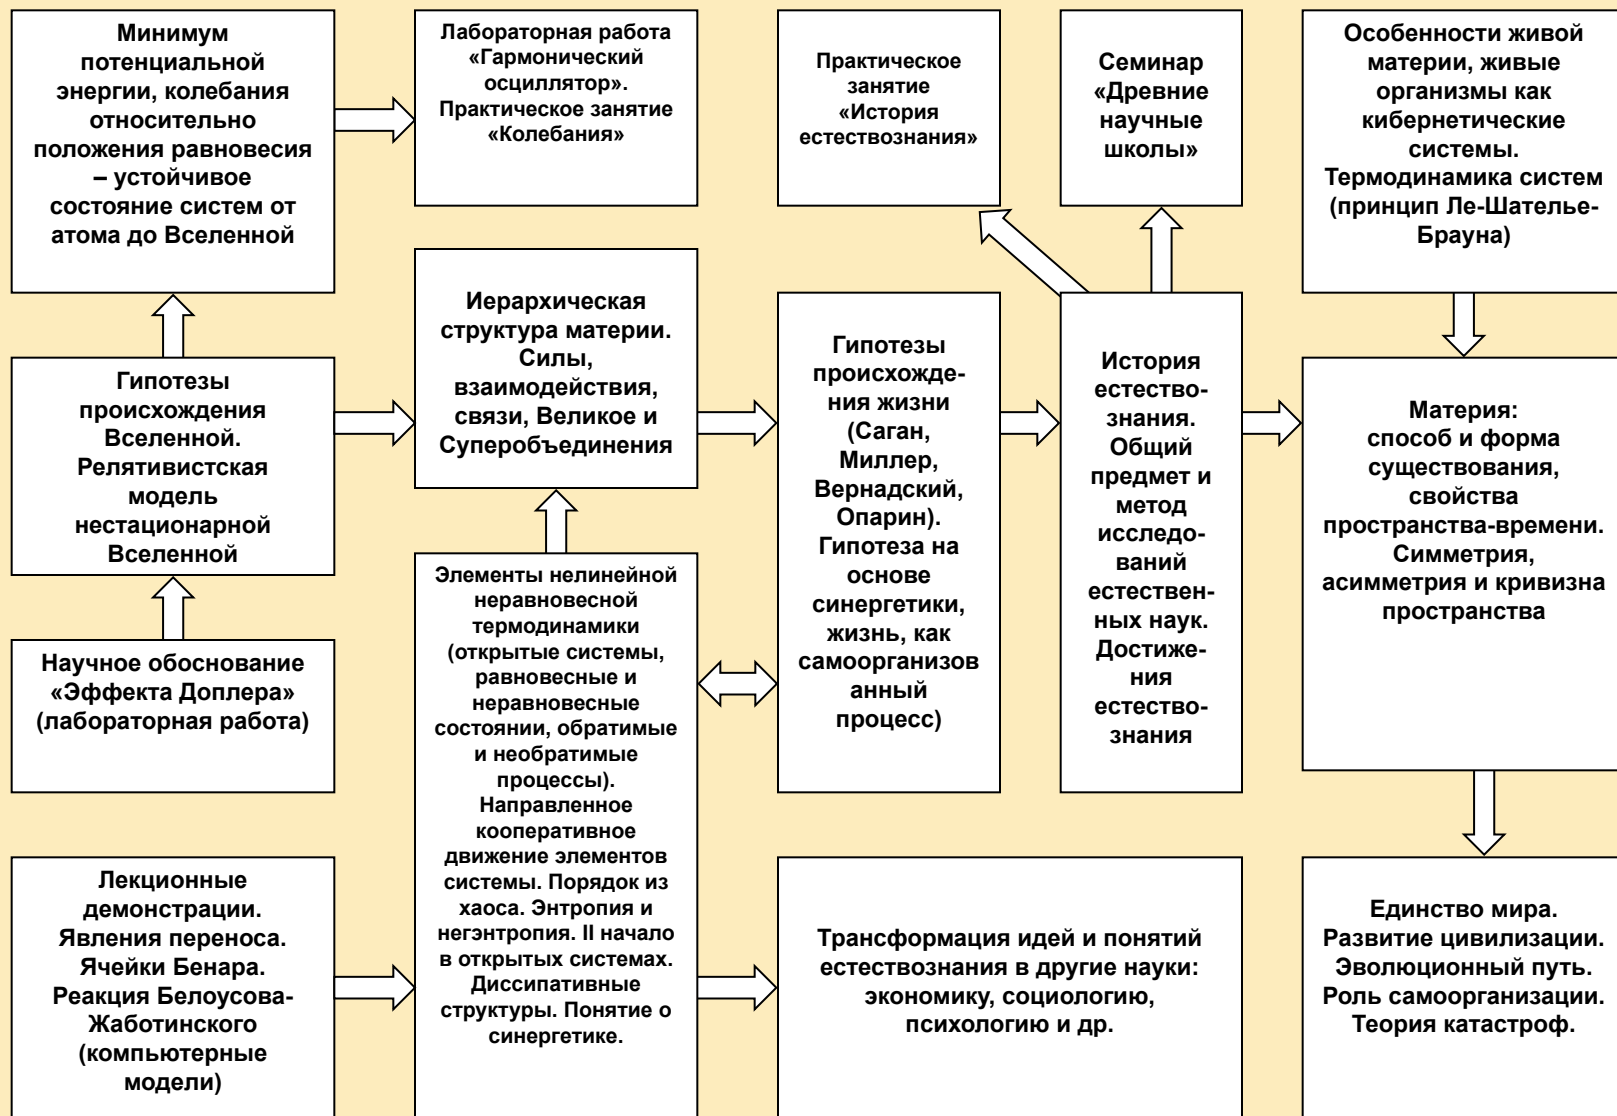 Минимум
потенциальной
энергии, колебания
относительно
положения равновесия
– устойчивое
состояние систем от
атома до Вселенной
Лабораторная работа
«Гармонический
осциллятор».
Практическое занятие
«Колебания»
Практическое
занятие
«История
естествознания»
Семинар
«Древние
научные
школы»
Особенности живой
материи, живые
организмы как
кибернетические
системы.
Термодинамика систем
(принцип Ле-Шателье-
Брауна)
Гипотезы
происхождения
Вселенной.
Релятивистская
модель
нестационарной
Вселенной
Иерархическая
структура материи.
Силы,
взаимодействия,
связи, Великое и
Суперобъединения
Гипотезы
происхожде-
ния жизни
(Саган,
Миллер,
Вернадский,
Опарин).
Гипотеза на
основе
синергетики,
жизнь, как
самоорганизов
анный
процесс)
История
естество-
знания.
Общий
предмет и
метод
исследо-
ваний
естествен-
ных наук.
Достиже-
ния
естество-
знания
Материя:
способ и форма
существования,
свойства
пространства-времени.
Симметрия,
асимметрия и кривизна
пространства
Научное обоснование
«Эффекта Доплера»
(лабораторная работа)
Элементы нелинейной
неравновесной
термодинамики
(открытые системы,
равновесные и
неравновесные
состоянии, обратимые
и необратимые
процессы).
Направленное
кооперативное
движение элементов
системы. Порядок из
хаоса. Энтропия и
негэнтропия. II начало
в открытых системах.
Диссипативные
структуры. Понятие о
синергетике.
Лекционные
демонстрации.
Явления переноса.
Ячейки Бенара.
Реакция Белоусова-
Жаботинского
(компьютерные
модели)
Трансформация идей и понятий
естествознания в другие науки:
экономику, социологию,
психологию и др.
Единство мира.
Развитие цивилизации.
Эволюционный путь.
Роль самоорганизации.
Теория катастроф.